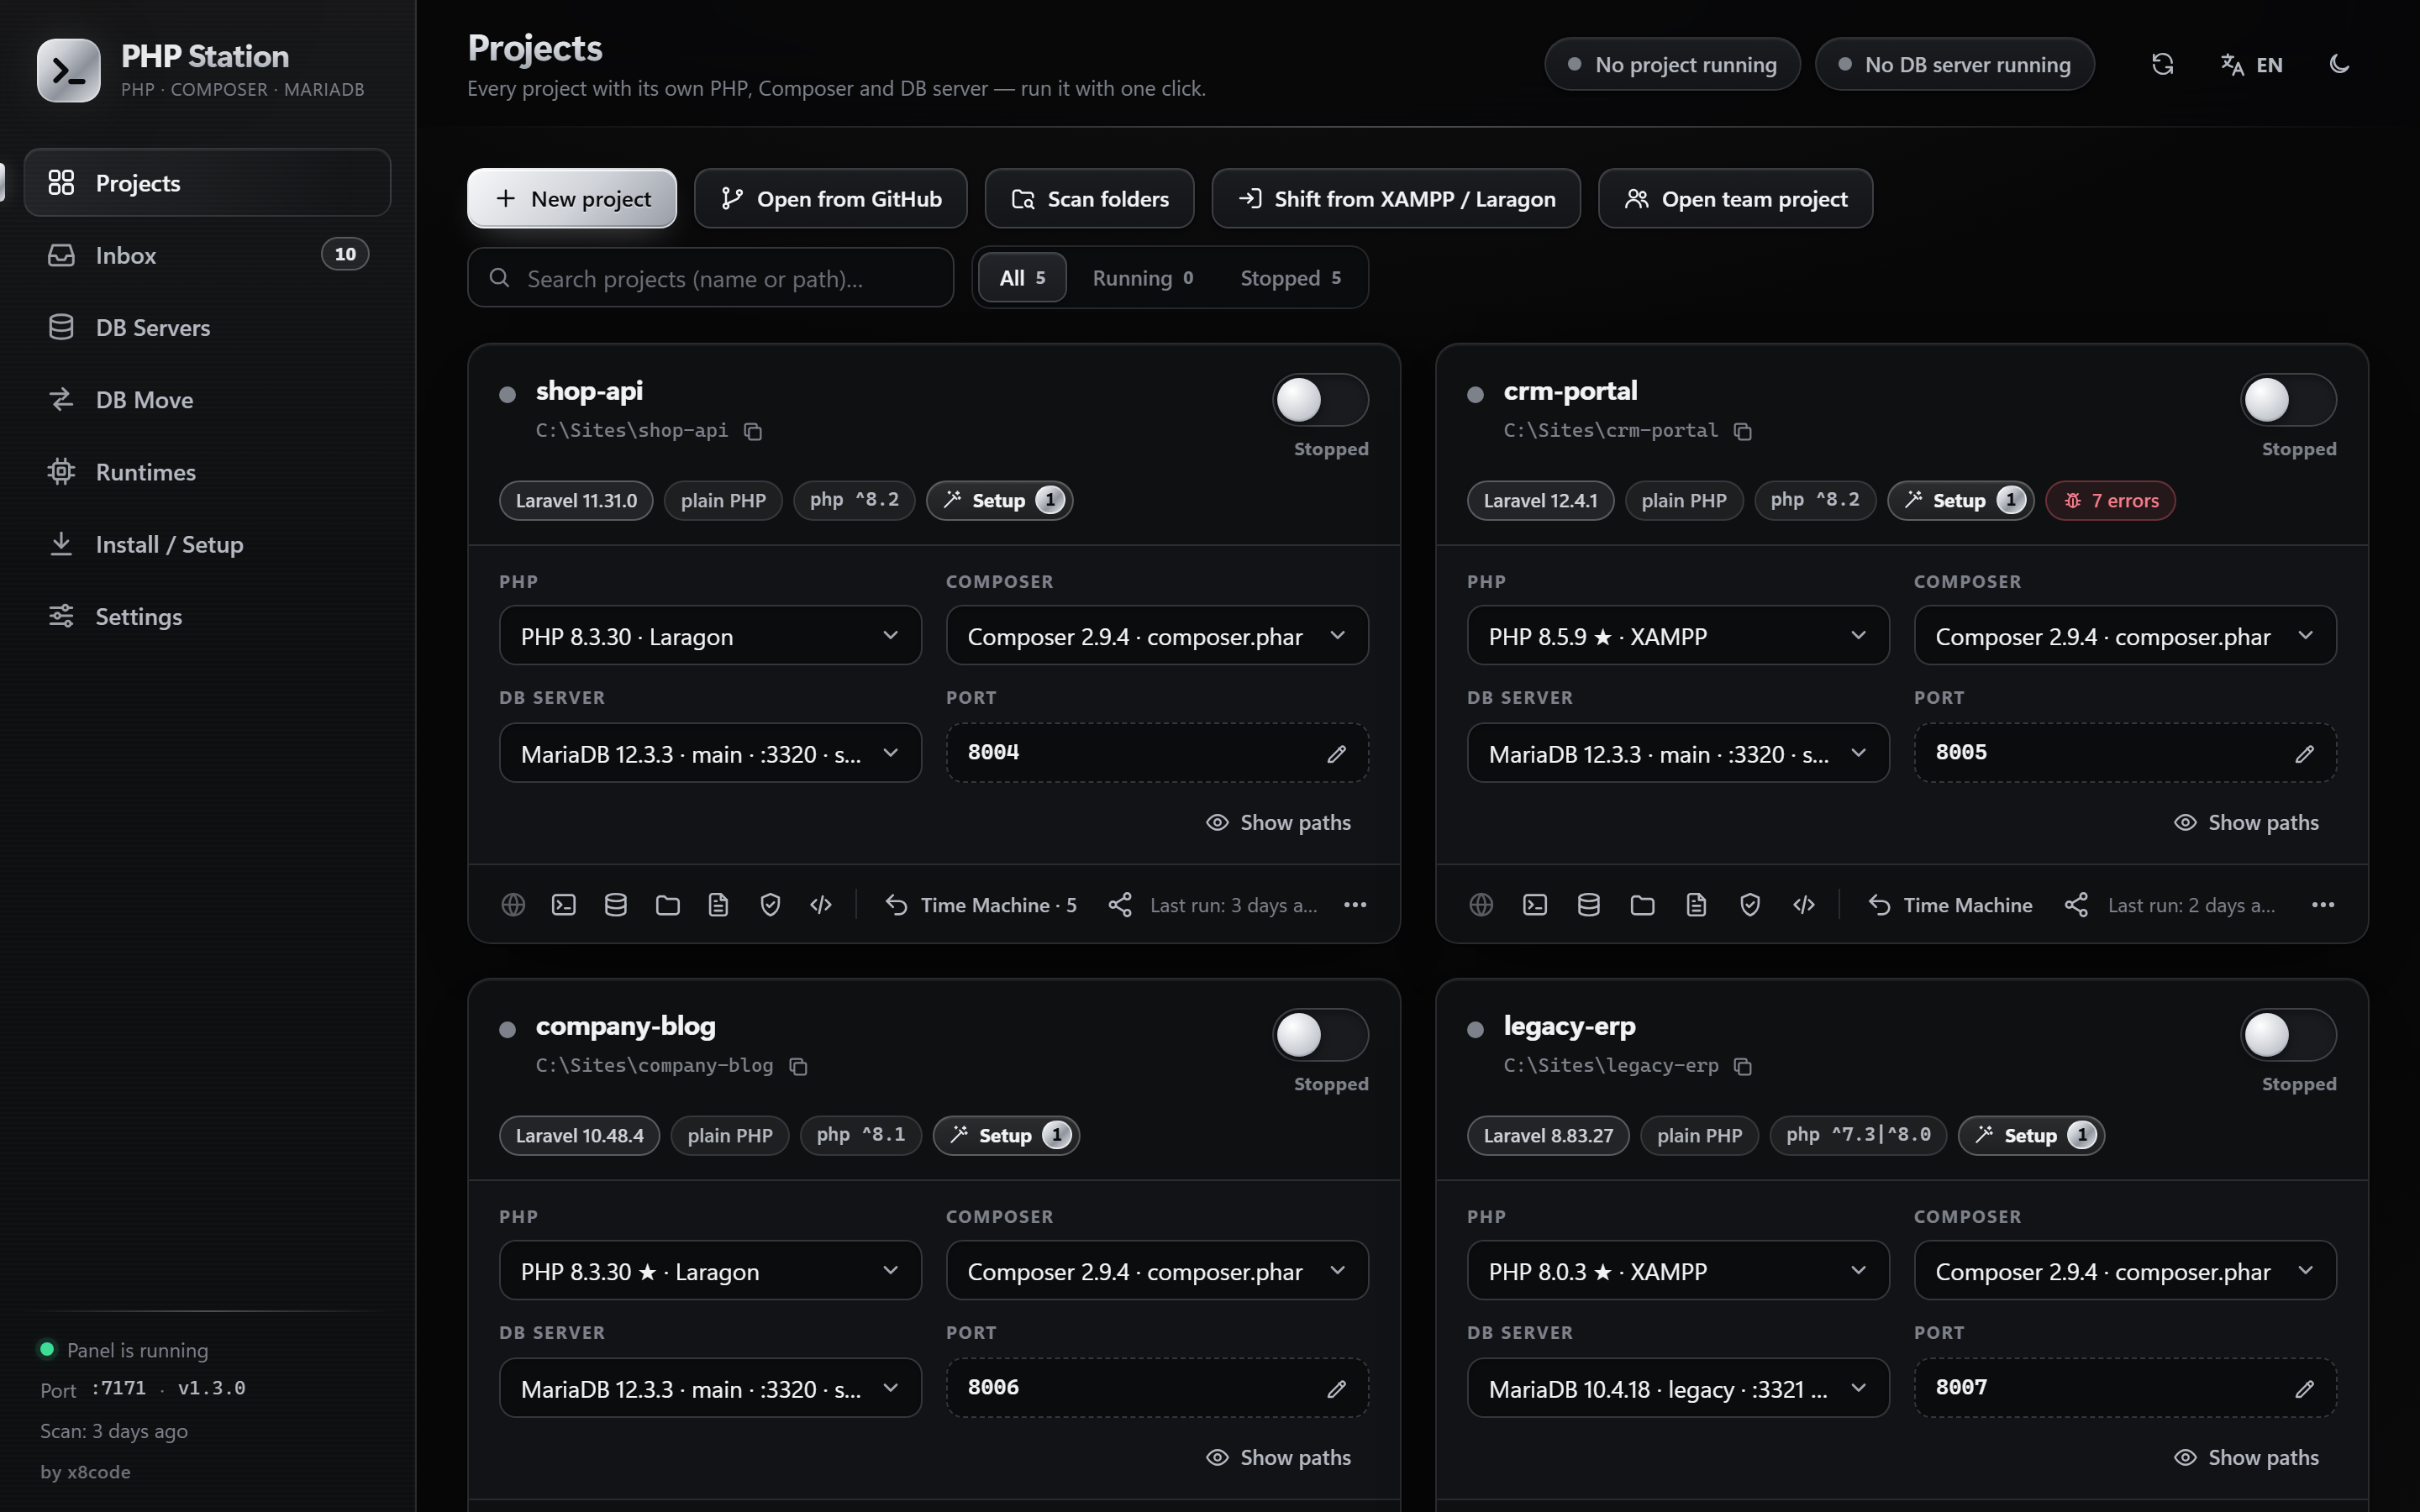 PHP Station
PHP · COMPOSER · MARIADB
Projects
Inbox 10
DB Servers
DB Move
Runtimes
Install / Setup
Settings
Panel is running
Port :7171 · v1.3.0
Scan: 3 days ago
by x8code
Projects
Every project with its own PHP, Composer and DB server — run it with one click.
No project running
No DB server running
EN
New project
Open from GitHub
Scan folders
Shift from XAMPP / Laragon
Open team project
Search projects (name or path)...
All 5
Running 0
Stopped 5
shop-api
C:\Sites\shop-api
Stopped
Laravel 11.31.0
plain PHP
php ^8.2
Setup 1
PHP
PHP 8.3.30 · Laragon
COMPOSER
Composer 2.9.4 · composer.phar
DB SERVER
MariaDB 12.3.3 · main · :3320 · s...
PORT
8004
Show paths
Time Machine · 5
Last run: 3 days a...
crm-portal
C:\Sites\crm-portal
Stopped
Laravel 12.4.1
plain PHP
php ^8.2
Setup 1
7 errors
PHP
PHP 8.5.9 ★ · XAMPP
COMPOSER
Composer 2.9.4 · composer.phar
DB SERVER
MariaDB 12.3.3 · main · :3320 · s...
PORT
8005
Show paths
Time Machine
Last run: 2 days a...
company-blog
C:\Sites\company-blog
Stopped
Laravel 10.48.4
plain PHP
php ^8.1
Setup 1
PHP
PHP 8.3.30 ★ · Laragon
COMPOSER
Composer 2.9.4 · composer.phar
DB SERVER
MariaDB 12.3.3 · main · :3320 · s...
PORT
8006
Show paths
legacy-erp
C:\Sites\legacy-erp
Stopped
Laravel 8.83.27
plain PHP
php ^7.3|^8.0
Setup 1
PHP
PHP 8.0.3 ★ · XAMPP
COMPOSER
Composer 2.9.4 · composer.phar
DB SERVER
MariaDB 10.4.18 · legacy · :3321 ...
PORT
8007
Show paths